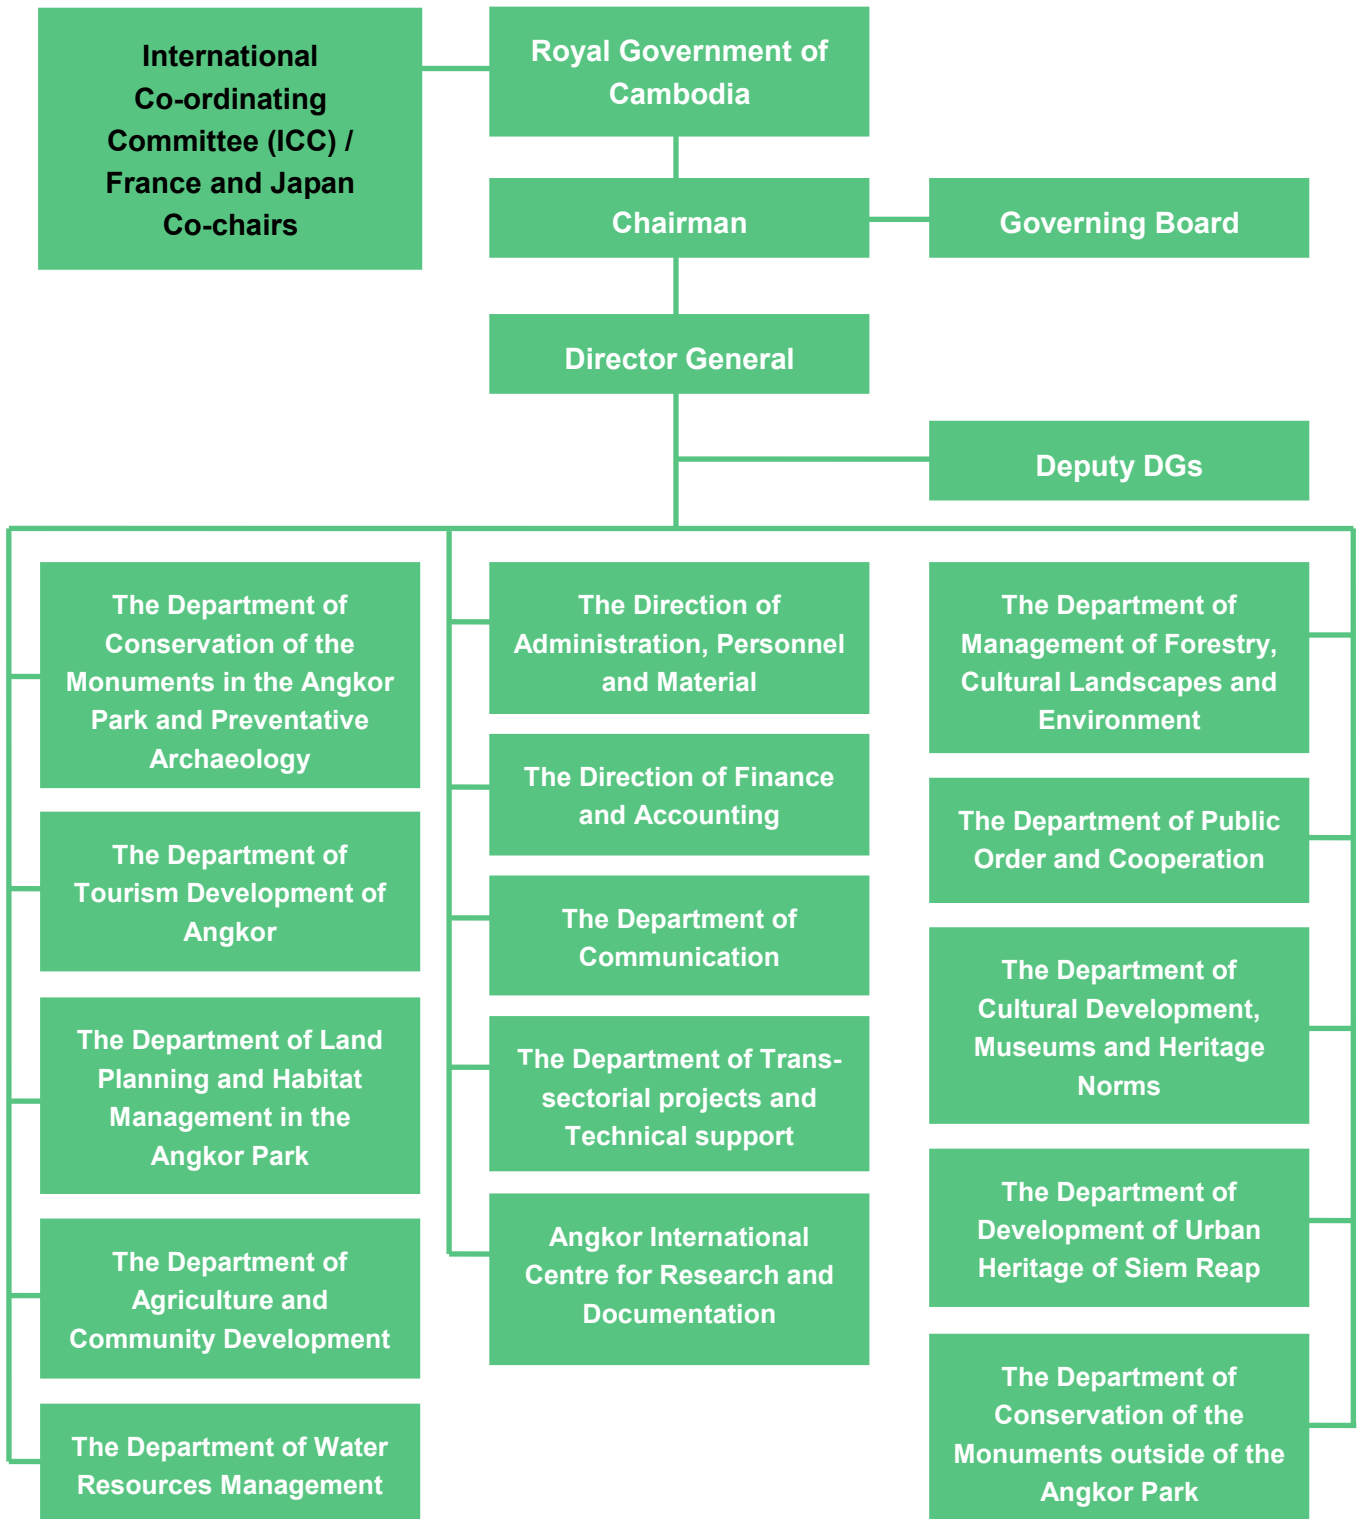 International
Co-ordinating
Committee (ICC) /
France and Japan
Co-chairs
Royal Government of
Cambodia
Chairman
Governing Board
Director General
Deputy DGs
The Department of
Conservation of the
Monuments in the Angkor
Park and Preventative
Archaeology
The Department of
Tourism Development of
Angkor
The Department of Land
Planning and Habitat
Management in the
Angkor Park
The Department of
Agriculture and
Community Development
The Department of Water
Resources Management
The Direction of
Administration, Personnel
and Material
The Direction of Finance
and Accounting
The Department of
Communication
The Department of Trans-
sectorial projects and
Technical support
Angkor International
Centre for Research and
Documentation
The Department of
Management of Forestry,
Cultural Landscapes and
Environment
The Department of Public
Order and Cooperation
The Department of
Cultural Development,
Museums and Heritage
Norms
The Department of
Development of Urban
Heritage of Siem Reap
The Department of
Conservation of the
Monuments outside of the
Angkor Park